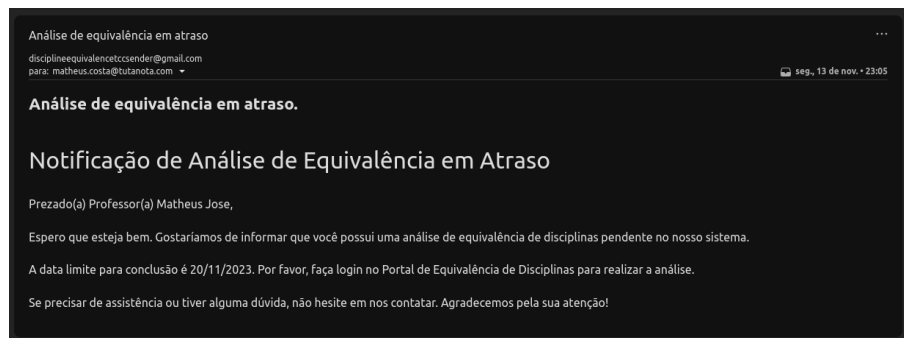 Análise de equivalência em atraso
disciplineequivalencetccsender@gmail.com
para: matheus.costa@tutanota.com
seg., 13 de nov. • 23:05
Análise de equivalência em atraso.
Notificação de Análise de Equivalência em Atraso
Prezado(a) Professor(a) Matheus Jose,
Espero que esteja bem. Gostaríamos de informar que você possui uma análise de equivalência de disciplinas pendente no nosso sistema.
A data limite para conclusão é 20/11/2023. Por favor, faça login no Portal de Equivalência de Disciplinas para realizar a análise.
Se precisar de assistência ou tiver alguma dúvida, não hesite em nos contatar. Agradecemos pela sua atenção!